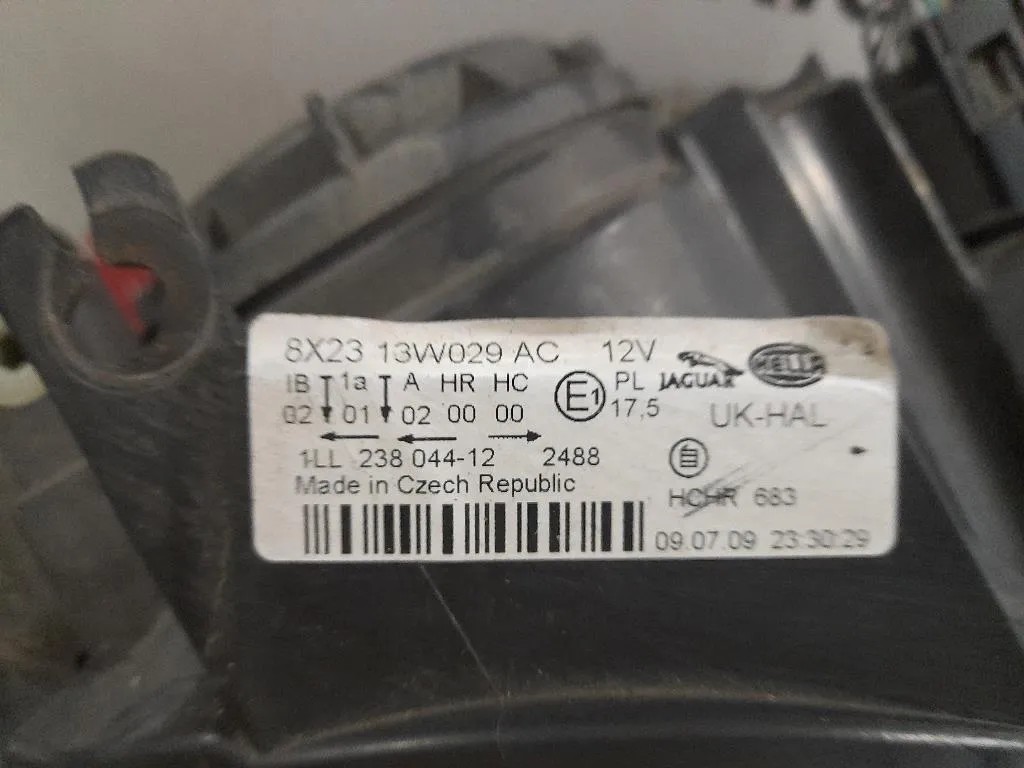 8X23 13W029 AC 12V
JAGUAR HELLA
IB 1a A HR HC
02 01 02 00 00
E1 PL
17,5
UK-HAL
1LL 238 044-12 2488
自
Made in Czech Republic
HCHR 683
09.07.09 23:30:29